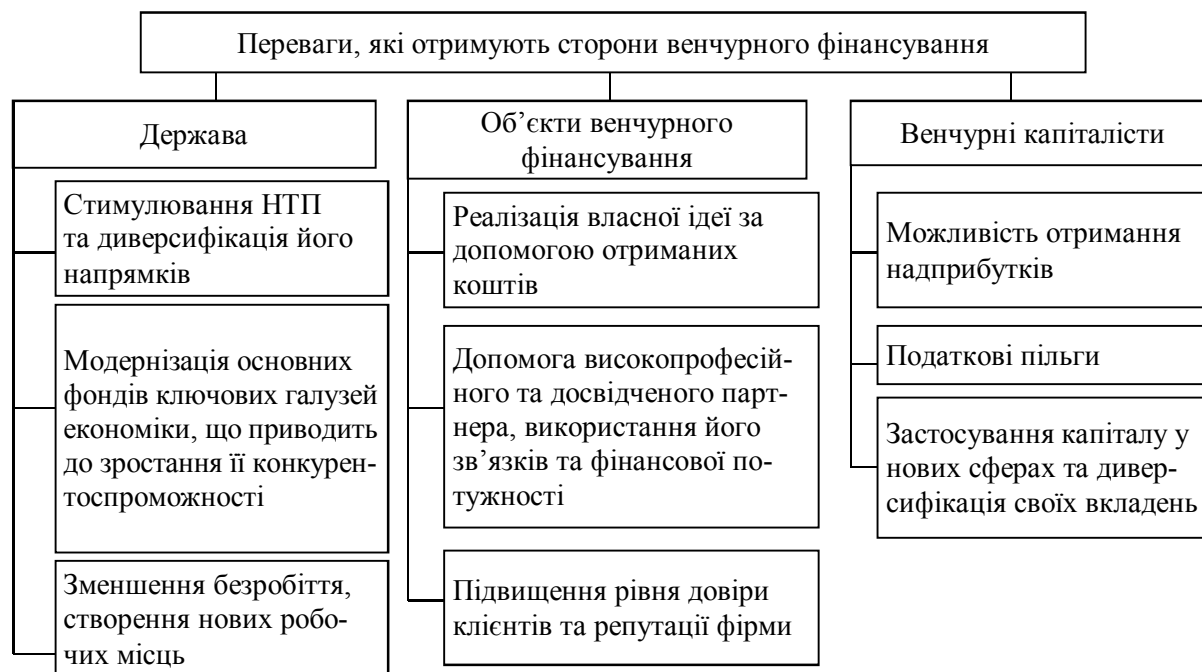 Переваги, які отримують сторони венчурного фінансування
Держава
Стимулювання НТП
та диверсифікація його
напрямків
Модернізація основних
фондів ключових галузей
економіки, що приводить
до зростання її конкурен-
тоспроможності
Зменшення безробіття,
створення нових робо-
чих місць
Об’єкти венчурного
фінансування
Реалізація власної ідеї за
допомогою отриманих
коштів
Допомога високопрофесій-
ного та досвідченого парт-
нера, використання його
зв’язків та фінансової по-
тужності
Підвищення рівня довіри
клієнтів та репутації фірми
Венчурні капіталісти
Можливість отримання
надприбутків
Податкові пільги
Застосування капіталу у
нових сферах та дивер-
сифікація своїх вкладень